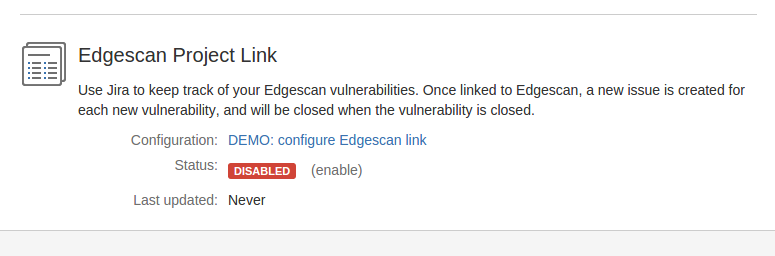 Edgescan Project Link
Use Jira to keep track of your Edgescan vulnerabilities. Once linked to Edgescan, a new issue is created for
each new vulnerability, and will be closed when the vulnerability is closed.
Configuration: DEMO: configure Edgescan link
Status: DISABLED (enable)
Last updated: Never